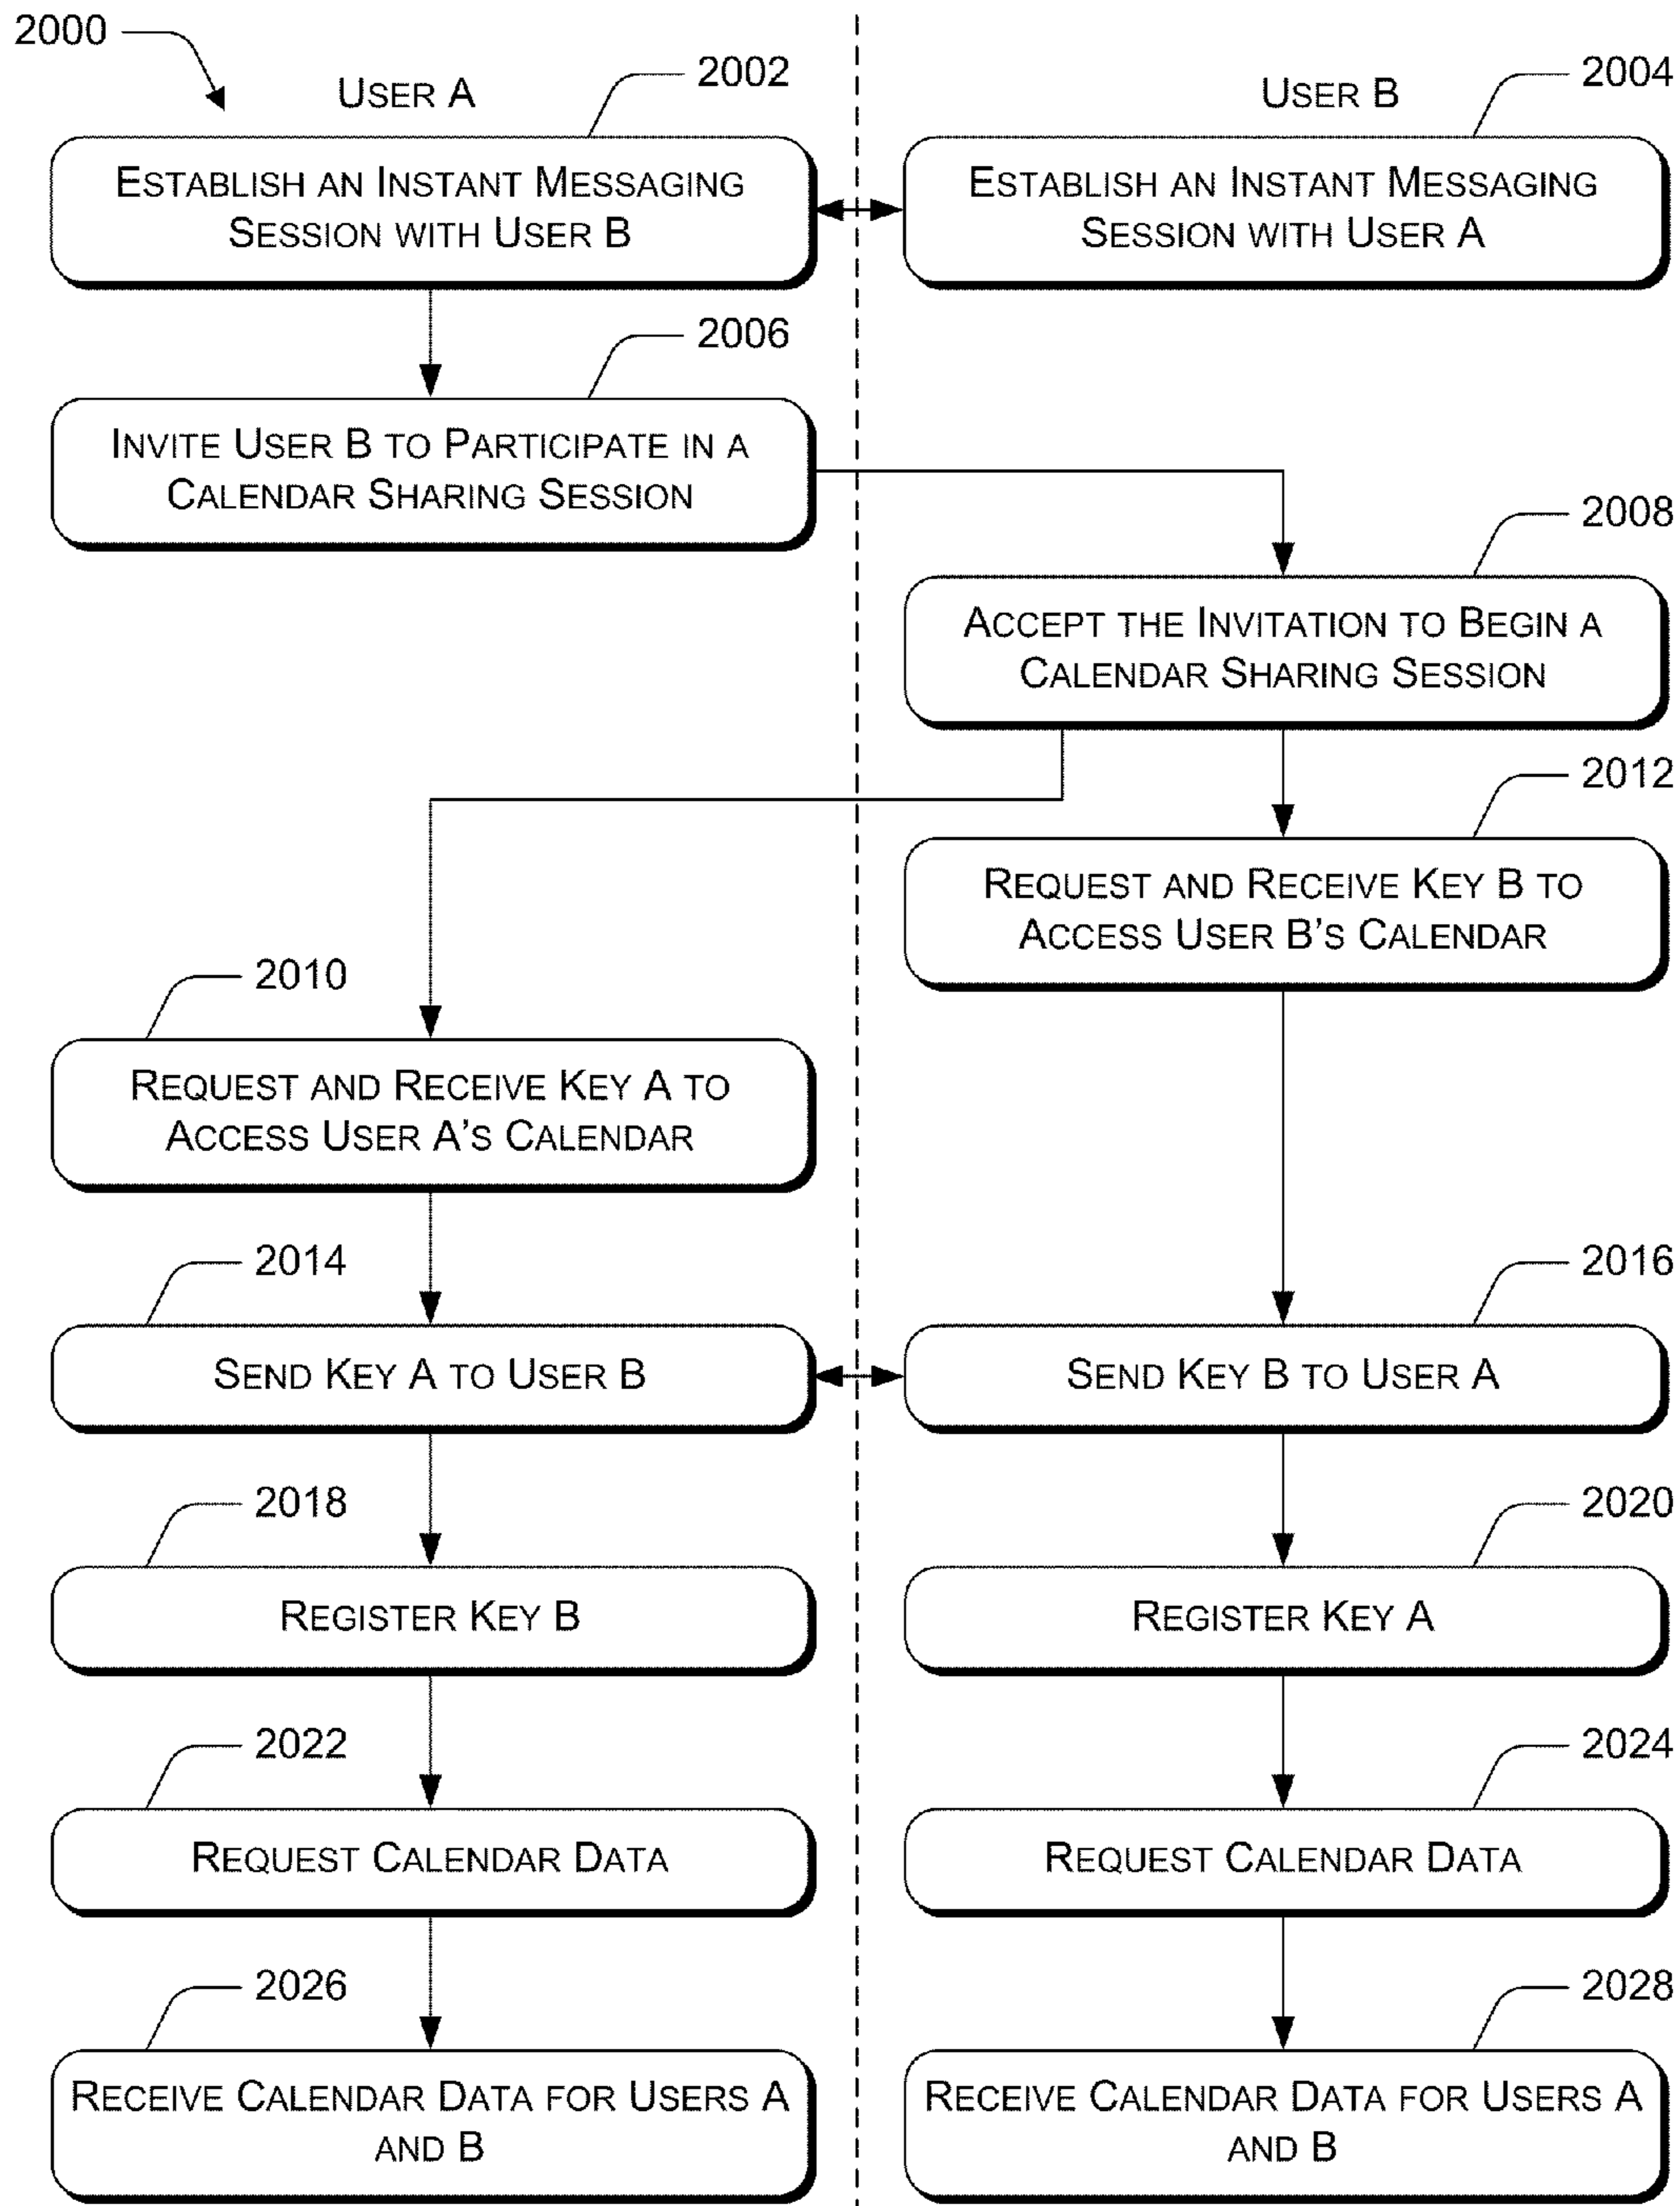 2000
USER A
2002
USER B
2004
ESTABLISH AN INSTANT MESSAGING
SESSION WITH USER B
ESTABLISH AN INSTANT MESSAGING
SESSION WITH USER A
2006
INVITE USER B TO PARTICIPATE IN A
CALENDAR SHARING SESSION
2008
ACCEPT THE INVITATION TO BEGIN A
CALENDAR SHARING SESSION
2012
REQUEST AND RECEIVE KEY B TO
ACCESS USER B'S CALENDAR
2010
REQUEST AND RECEIVE KEY A TO
ACCESS USER A'S CALENDAR
2014
2016
SEND KEY A TO USER B
SEND KEY B TO USER A
2018
2020
REGISTER KEY B
REGISTER KEY A
2022
2024
REQUEST CALENDAR DATA
REQUEST CALENDAR DATA
2026
2028
RECEIVE CALENDAR DATA FOR USERS A
AND B
RECEIVE CALENDAR DATA FOR USERS A
AND B